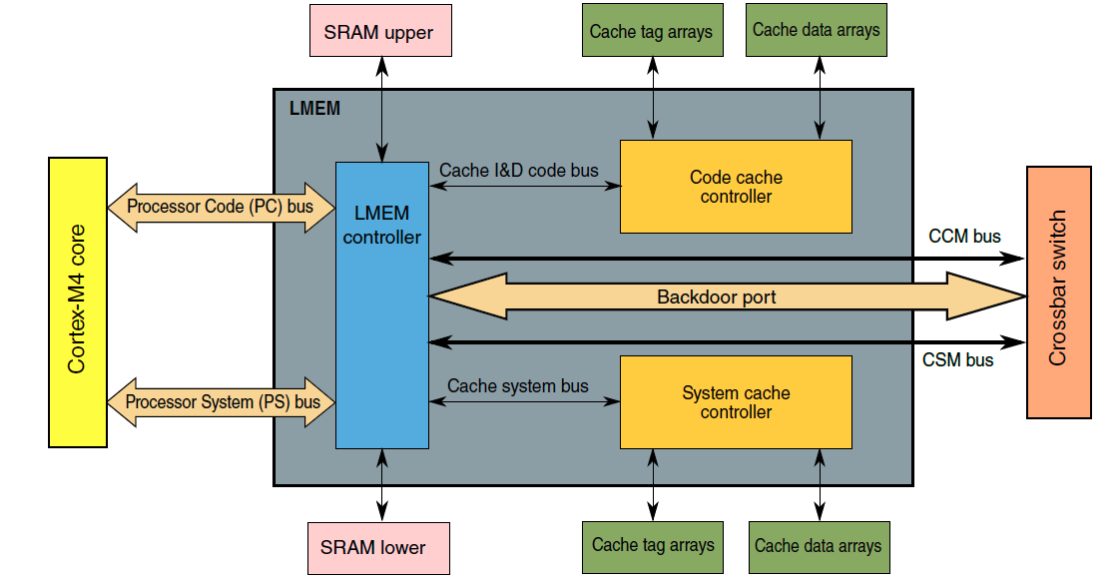 SRAM upper
Cache tag arrays
Cache data arrays
LMEM
Cache I&D code bus
Code cache
controller
Processor Code (PC) bus
LMEM
controller
Cortex-M4 core
CCM bus
Backdoor port
Crossbar switch
CSM bus
Cache system bus
System cache
controller
Processor System (PS) bus
SRAM lower
Cache tag arrays
Cache data arrays